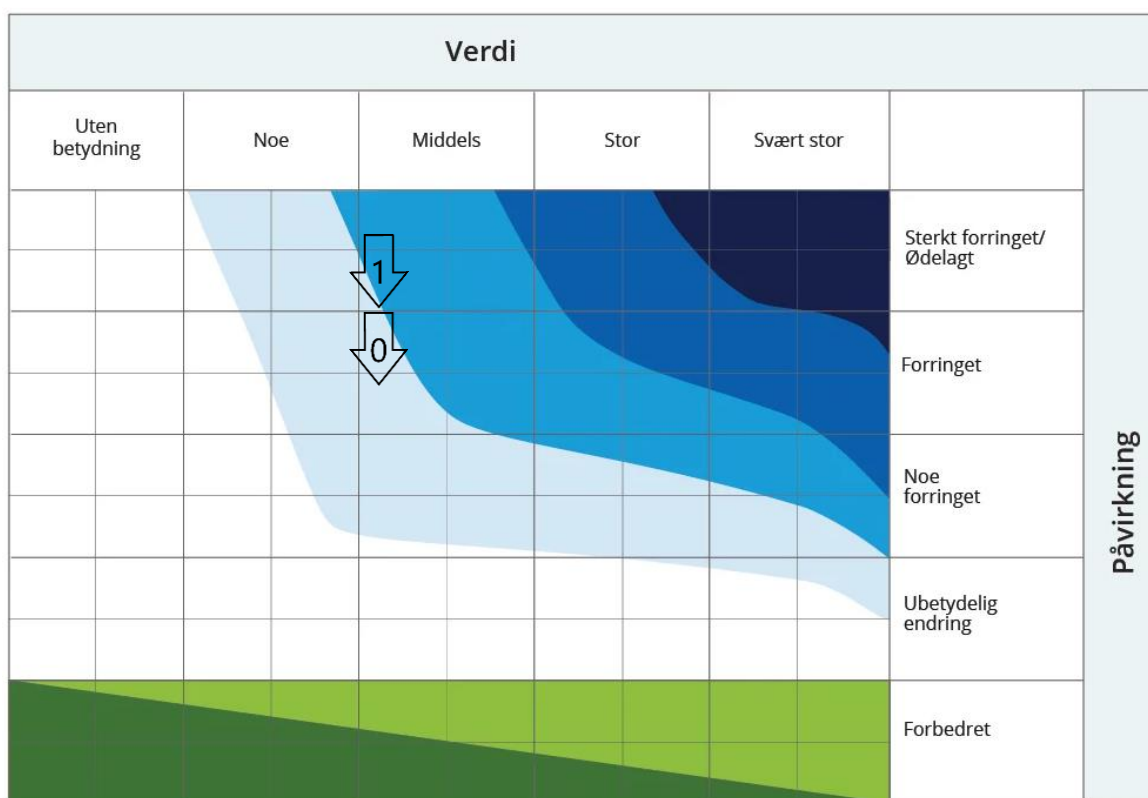 Verdi
Uten
betydning
Noe
Middels
Stor
Svært stor
Sterkt forringet/
Ødelagt
1
0
Forringet
Noe
forringet
Ubetydelig
endring
Forbedret
Påvirkning